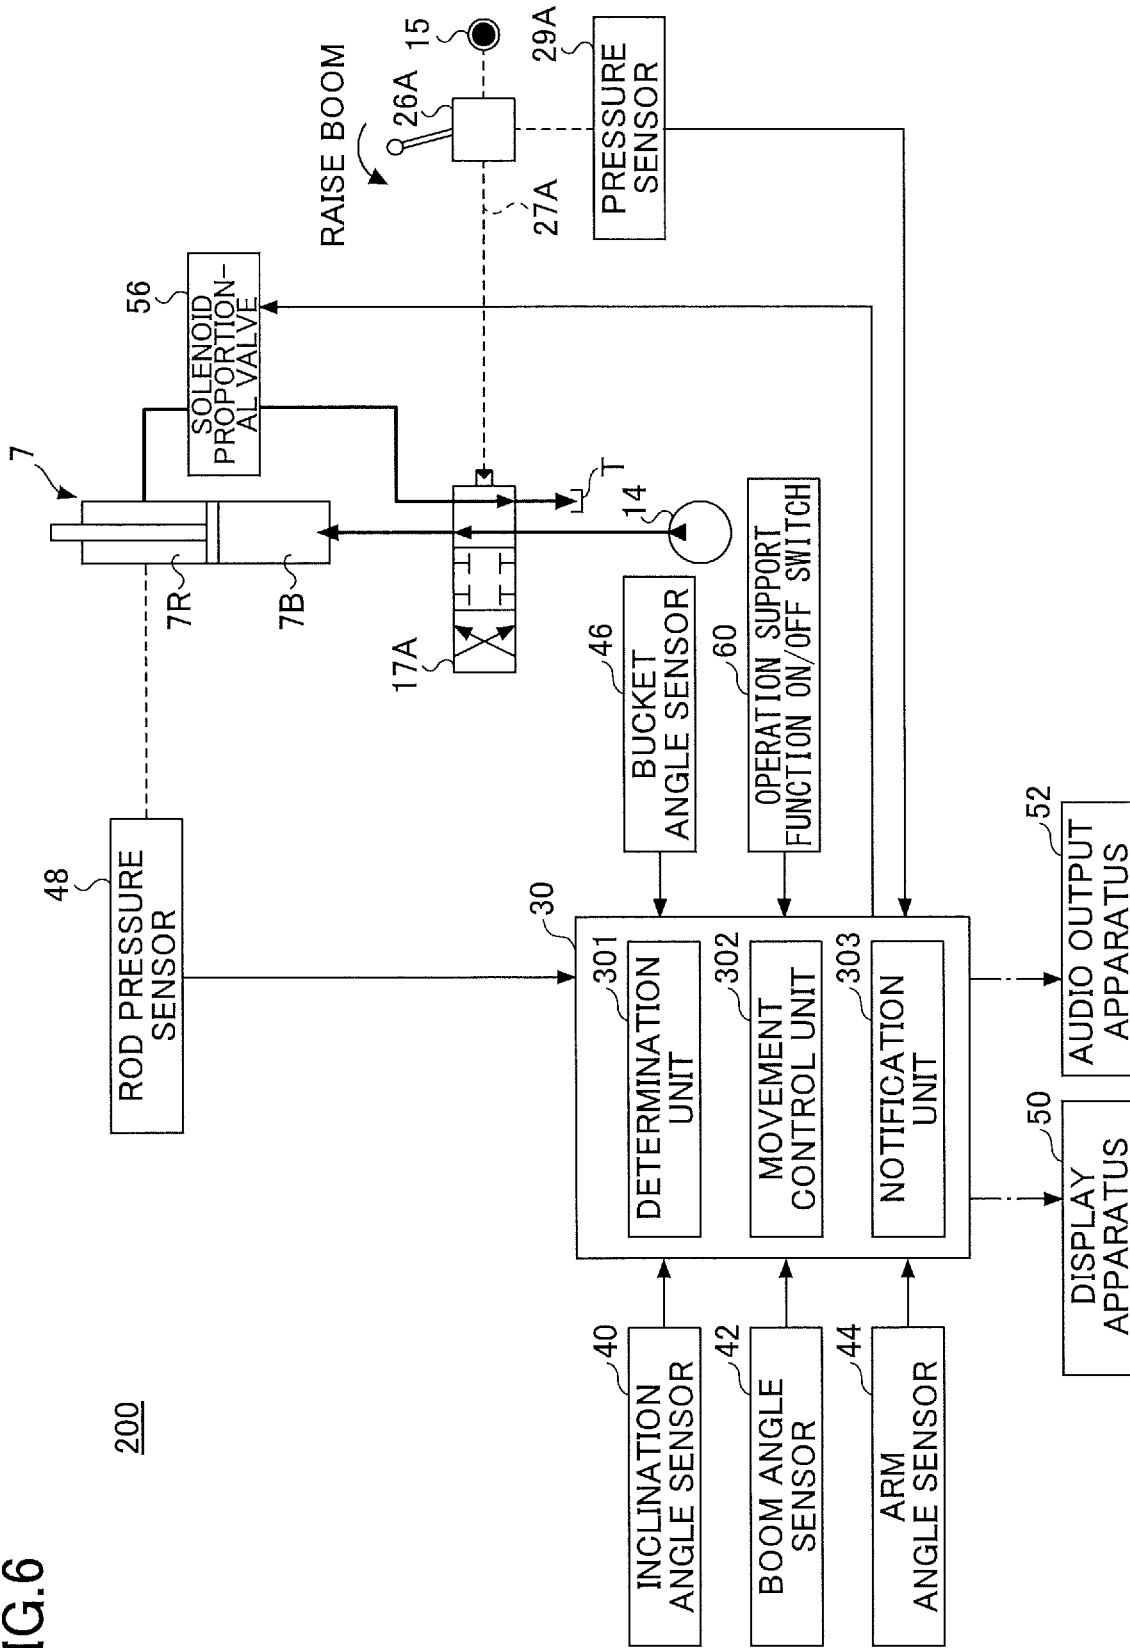 IG.6
200
7
7R
7B
48
ROD PRESSURE
SENSOR
56
SOLENOID
PROPORTION-
AL VALVE
RAISE BOOM
26A
15
27A
29A
PRESSURE
SENSOR
17A
T
14
46
BUCKET
ANGLE SENSOR
60
OPERATION SUPPORT
FUNCTION ON/OFF SWITCH
30
301
DETERMINATION
UNIT
302
MOVEMENT
CONTROL UNIT
303
NOTIFICATION
UNIT
40
INCLINATION
ANGLE SENSOR
42
BOOM ANGLE
SENSOR
44
ARM
ANGLE SENSOR
50
DISPLAY
APPARATUS
52
AUDIO OUTPUT
APPARATUS